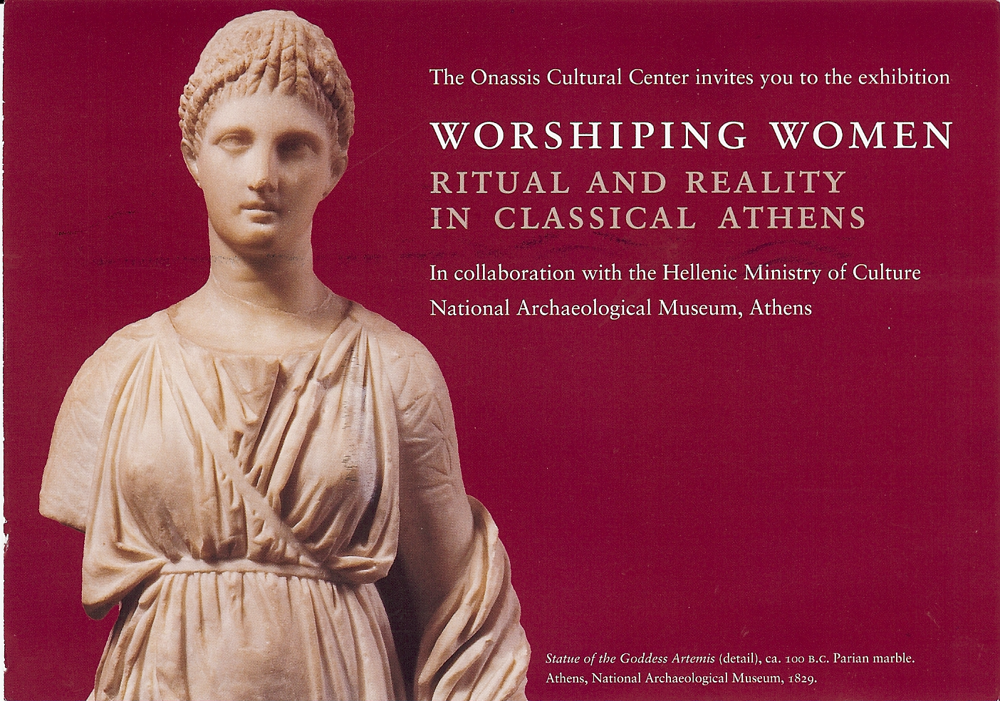 The Onassis Cultural Center invites you to the exhibition
WORSHIPING WOMEN
RITUAL AND REALITY
IN CLASSICAL ATHENS
In collaboration with the Hellenic Ministry of Culture
National Archaeological Museum, Athens
Statue of the Goddess Artemis (detail), ca. 100 B.C. Parian marble.
Athens, National Archaeological Museum, 1829.